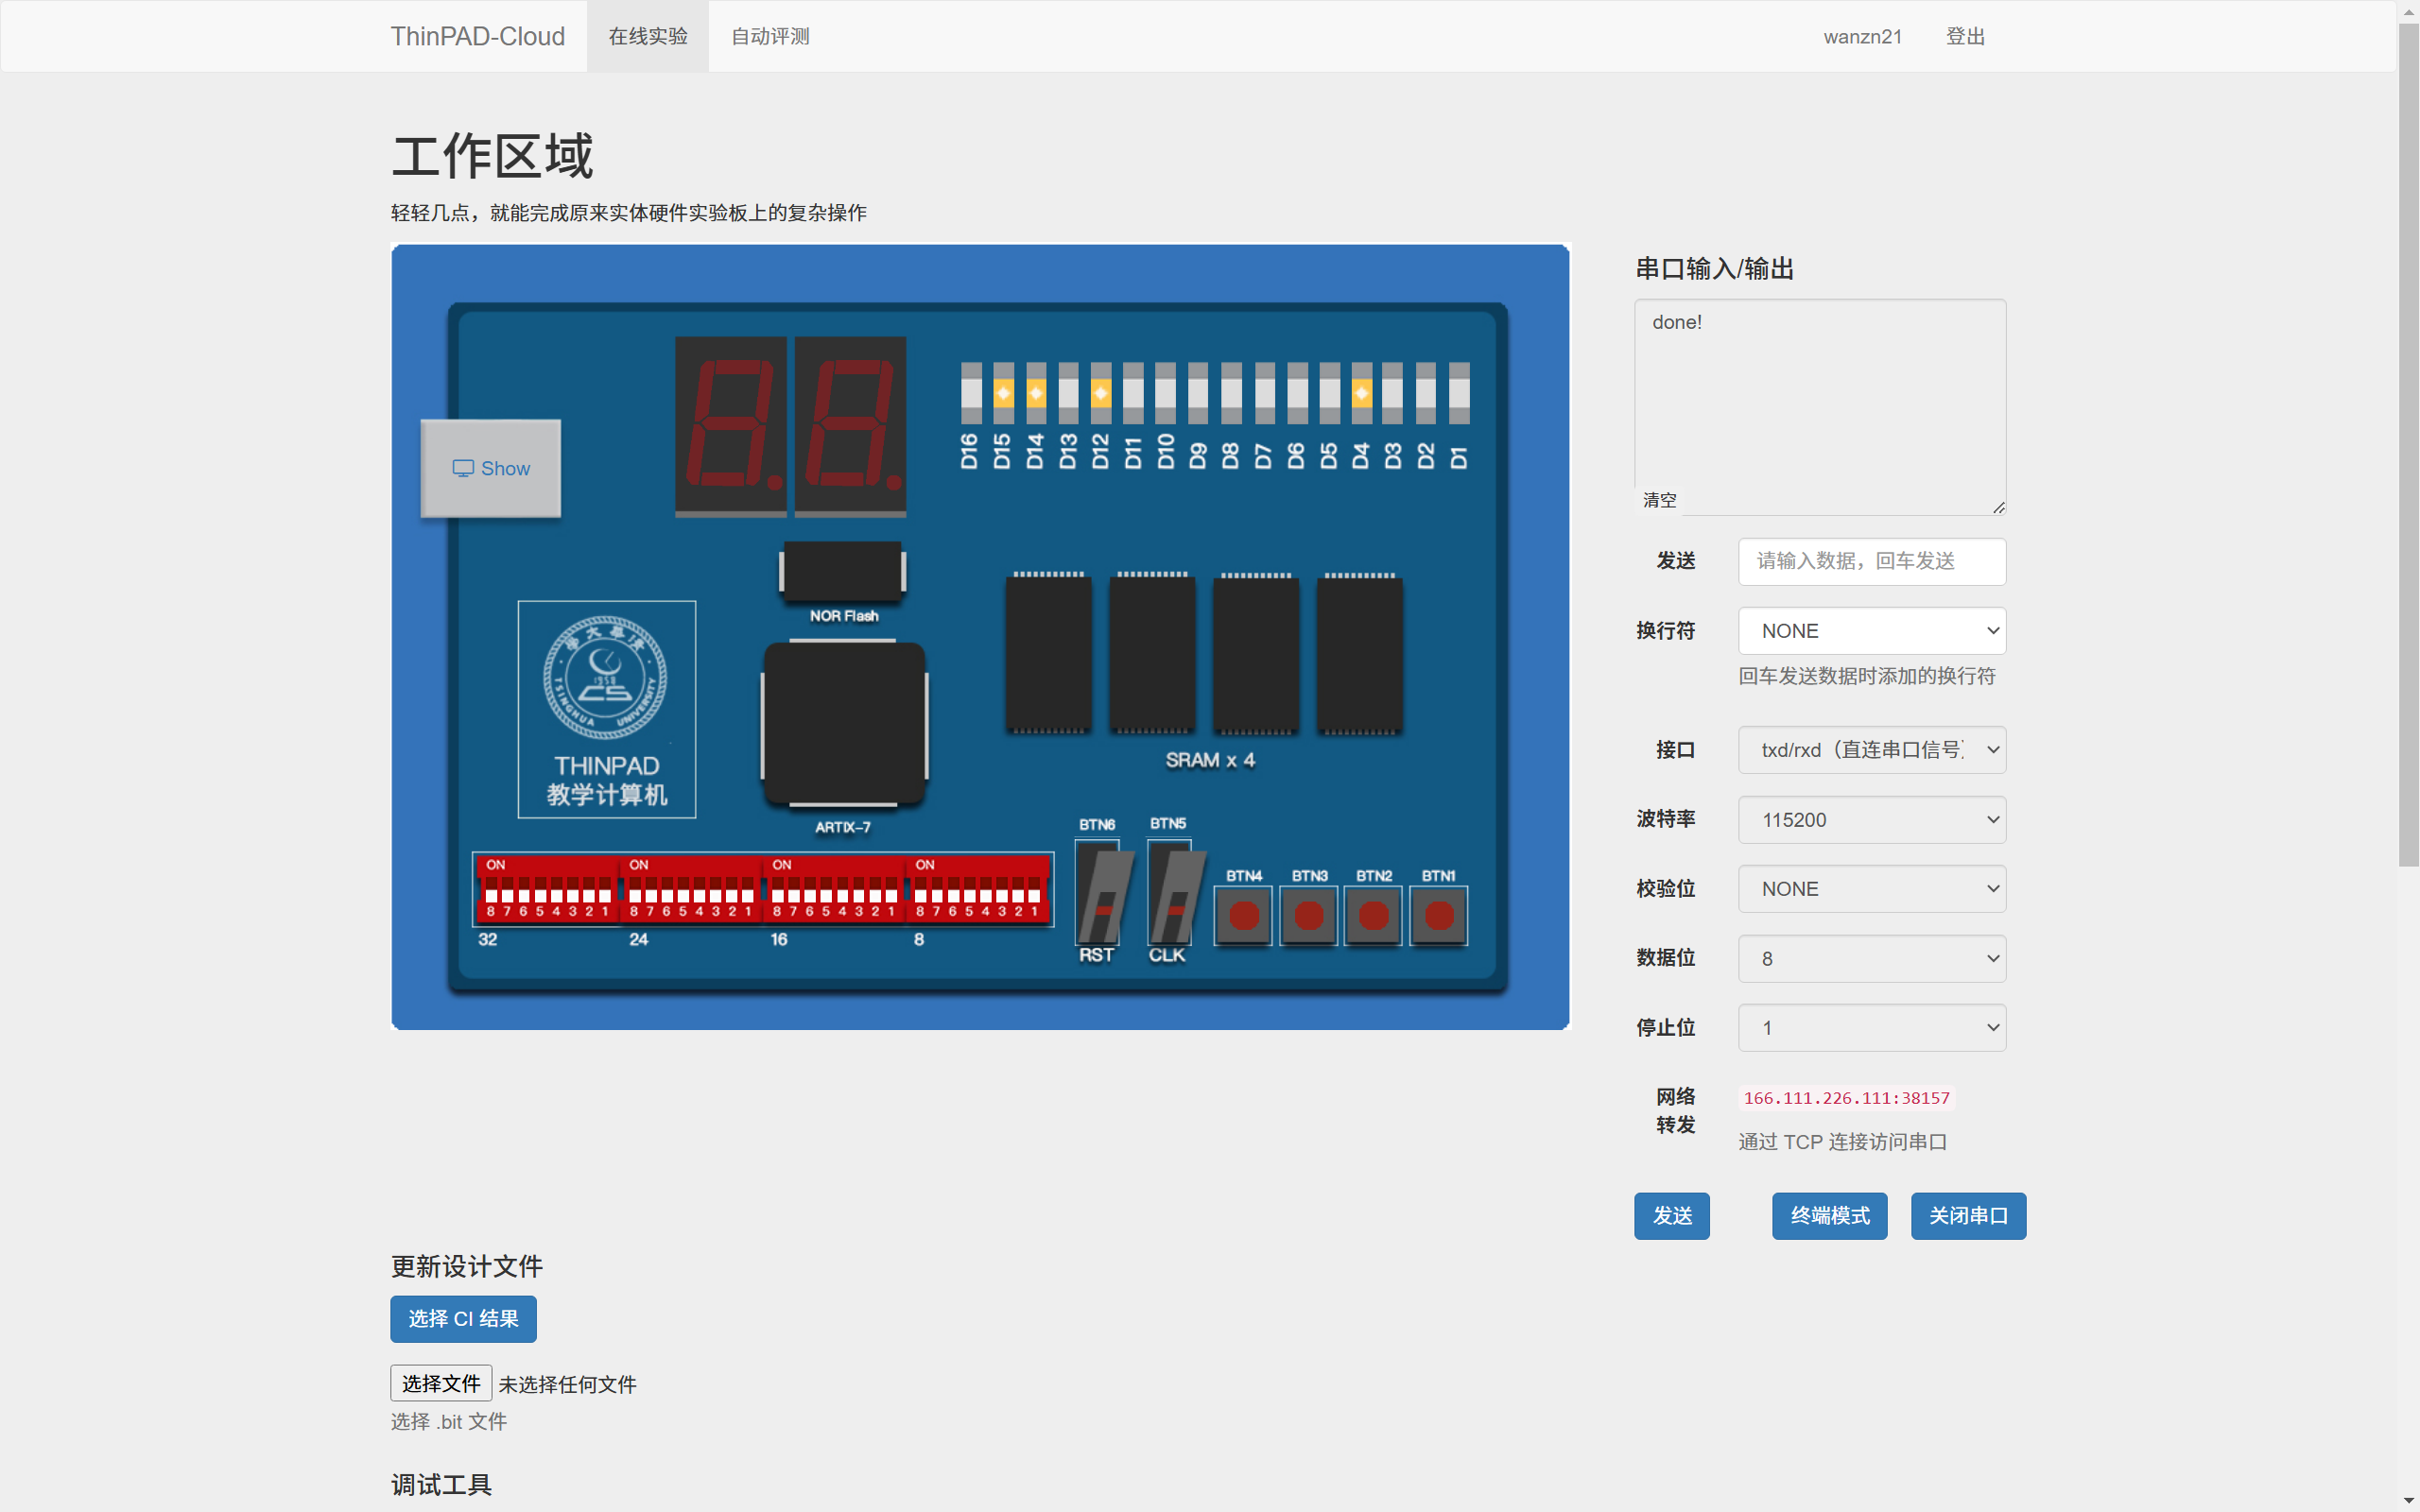 ThinPAD-Cloud 在线实验 自动评测 wanzn21 登出
工作区域
轻轻几点，就能完成原来实体硬件实验板上的复杂操作
Show
D16 D15 D14 D13 D12 D11 D10 D9 D8 D7 D6 D5 D4 D3 D2 D1
NOR Flash
1958
CS
TSINGHUA UNIVERSITY
THINPAD
教学计算机
ARTIX-7
SRAM x 4
ON ON ON ON
8 7 6 5 4 3 2 1 8 7 6 5 4 3 2 1 8 7 6 5 4 3 2 1 8 7 6 5 4 3 2 1
32 24 16 8
BTN6 BTN5
RST CLK
BTN4 BTN3 BTN2 BTN1
串口输入/输出
done!
清空
发送 请输入数据，回车发送
换行符 NONE
回车发送数据时添加的换行符
接口 txd/rxd（直连串口信号）
波特率 115200
校验位 NONE
数据位 8
停止位 1
网络
转发
166.111.226.111:38157
通过 TCP 连接访问串口
发送 终端模式 关闭串口
更新设计文件
选择 CI 结果
选择文件 未选择任何文件
选择 .bit 文件
调试工具